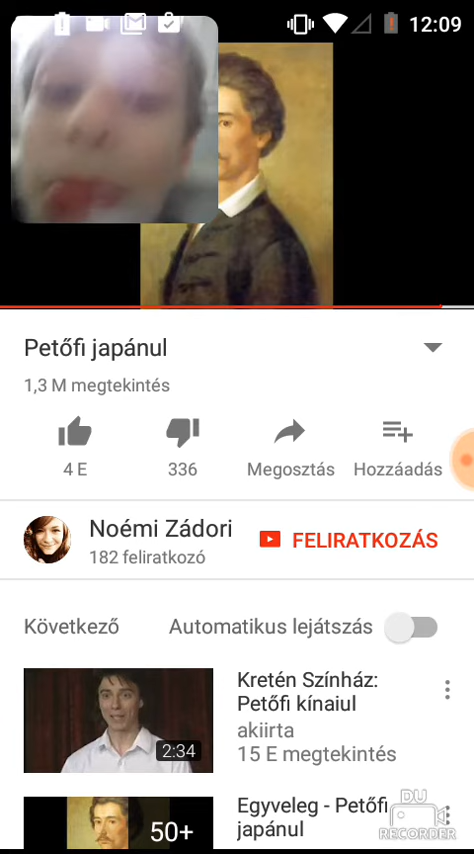 12:09
Petőfi japánul
1,3 M megtekintés
4 E
336
Megosztás
Hozzáadás
Noémi Zádori
182 feliratkozó
FELIRATKOZÁS
Következő
Automatikus lejátszás
2:34
Kretén Színház:
Petőfi kínaiul
akiirta
15 E megtekintés
50+
Egyveleg - Petőfi
japánul
DU
RECORDER